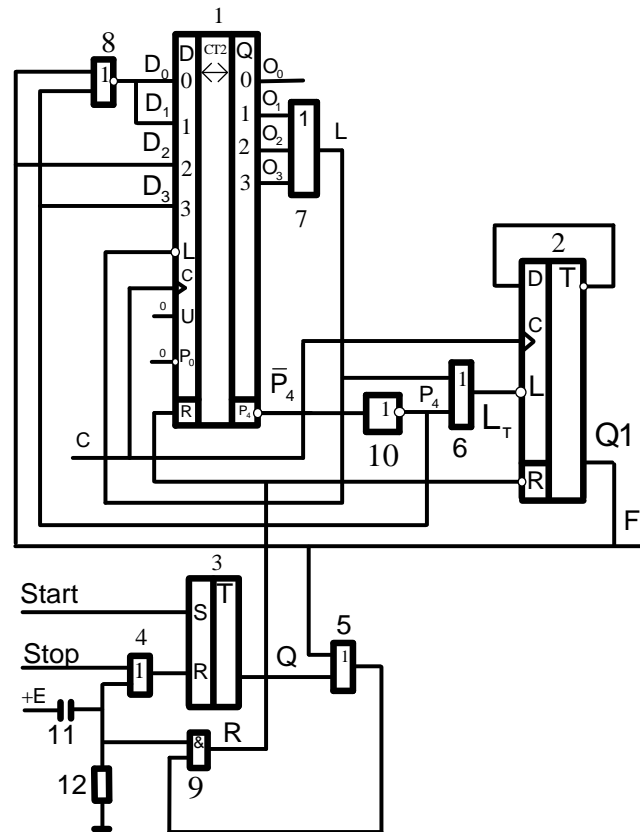 1
8
D CT2 Q
D₀ 0 0 O₀
1
D₁ 1 1 O₁
1 L
D₂ 2 2 O₂
D₃ 3 3 O₃
7
L
C
0 U
0 P₀
R P₄
P̅₄
2
D T
C
L
R
P₄ 1
1
10
6
L_T
Q1
C
F
3
T
Start
S
Stop
4
1
R
Q
5
1
+E
11
R
&
9
12